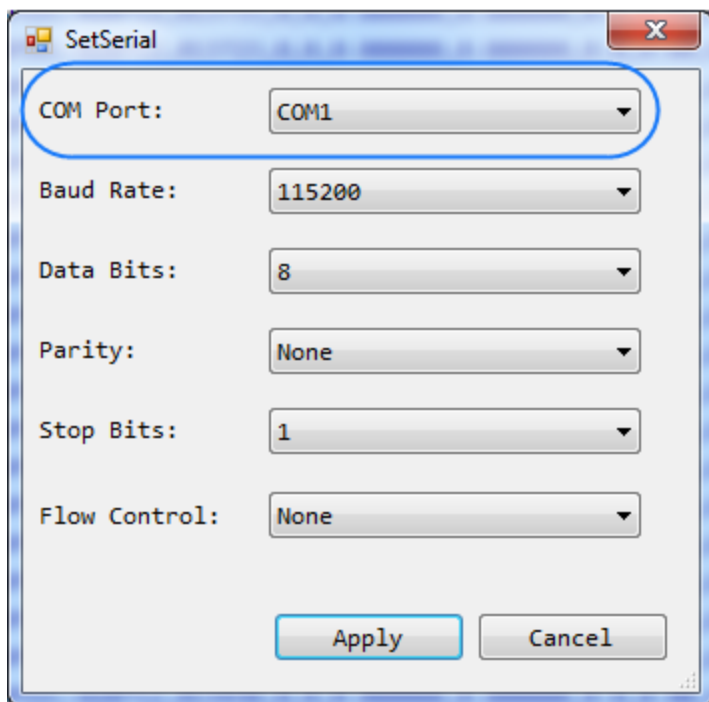 SetSerial
COM Port: COM1
Baud Rate: 115200
Data Bits: 8
Parity: None
Stop Bits: 1
Flow Control: None
Apply Cancel